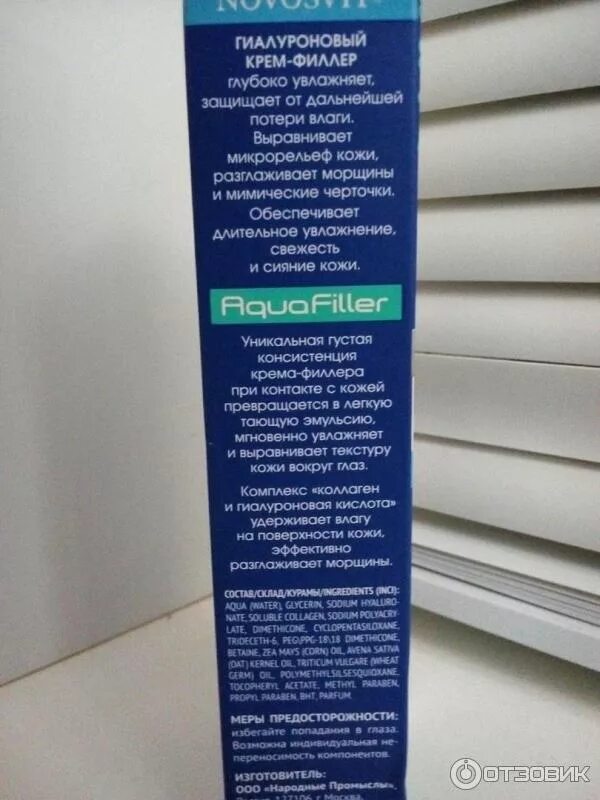 NOVOSVIT
ГИАЛУРОНОВЫЙ
КРЕМ-ФИЛЛЕР
глубоко увлажняет,
защищает от дальнейшей
потери влаги.
Выравнивает
микрорельеф кожи,
разглаживает морщины
и мимические черточки.
Обеспечивает
длительное увлажнение,
свежесть
и сияние кожи.
AquaFiller
Уникальная густая
консистенция
крема-филлера
при контакте с кожей
превращается в легкую
тающую эмульсию,
мгновенно увлажняет
и выравнивает текстуру
кожи вокруг глаз.
Комплекс «коллаген
и гиалуроновая кислота»
удерживает влагу
на поверхности кожи,
эффективно
разглаживает морщины.
СОСТАВ/СКЛАД/КУРАМЫ/INGREDIENTS (INCI):
AQUA (WATER), GLYCERIN, SODIUM HYALURO-
NATE, SOLUBLE COLLAGEN, SODIUM POLYACRY-
LATE, DIMETHICONE, CYCLOPENTASILOXANE,
TRIDECETH-6, PEG\PPG-18\18 DIMETHICONE,
BETAINE, ZEA MAYS (CORN) OIL, AVENA SATIVA
(OAT) KERNEL OIL, TRITICUM VULGARE (WHEAT
GERM) OIL, POLYMETHYLSILSESQUIOXANE,
TOCOPHERYL ACETATE, METHYL PARABEN,
PROPYL PARABEN, BHT, PARFUM.
МЕРЫ ПРЕДОСТОРОЖНОСТИ:
избегайте попадания в глаза.
Возможна индивидуальная не-
переносимость компонентов.
ИЗГОТОВИТЕЛЬ:
ООО «Народные Промыслы»,
Россия, 127106, г. Москва,
ОТЗОВИК